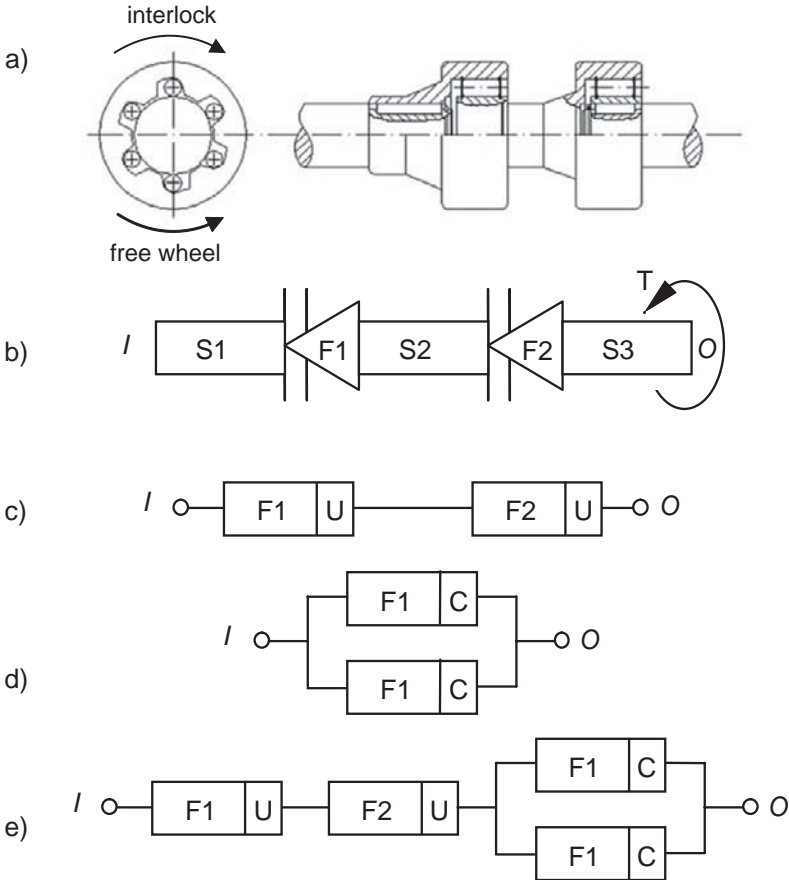 interlock
a)
free wheel
T
b) I S1 F1 S2 F2 S3 O
c) I F1 U F2 U O
F1 C
I O
d)
F1 C
F1 C
I F1 U F2 U O
e)
F1 C